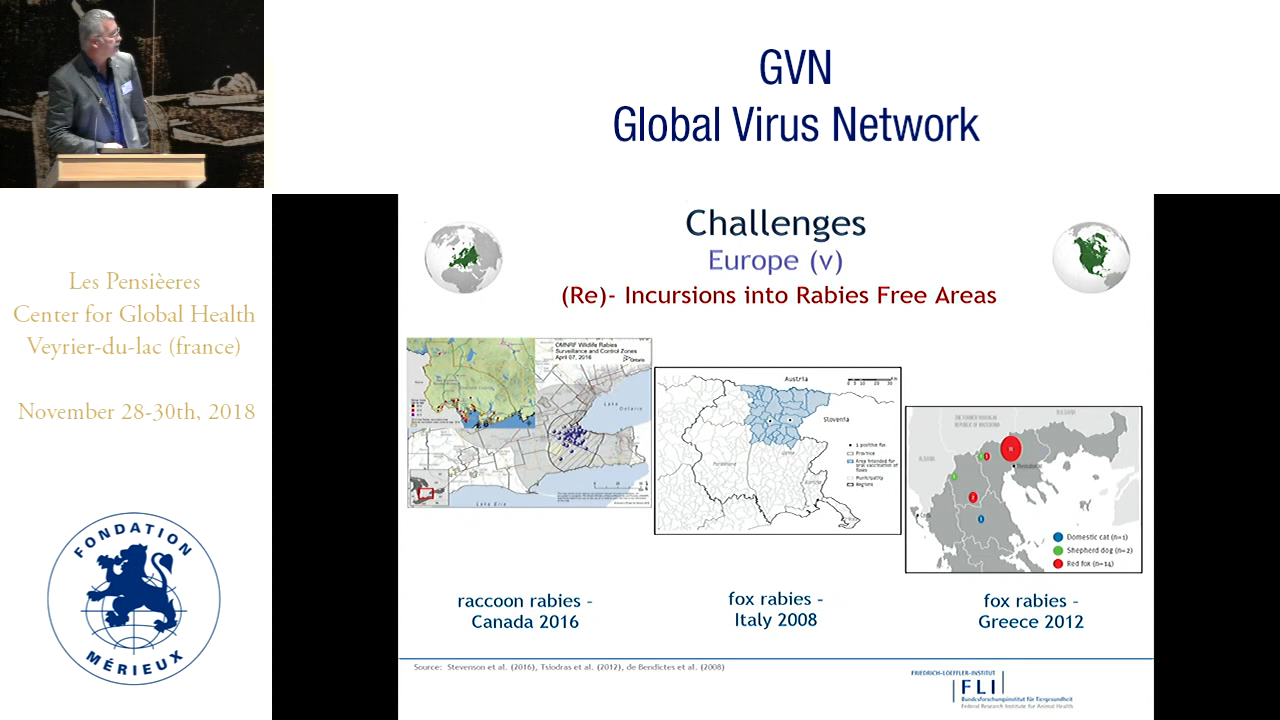 GVN
Global Virus Network
Les Pensièeres
Center for Global Health
Veyrier-du-lac (france)
November 28-30th, 2018
FONDATION
MÉRIEUX
Challenges
Europe (v)
(Re)- Incursions into Rabies Free Areas
OMNRF Wildlife Rabies
Surveillance and Control Zones
April 07, 2016
Ontario
Lake
Ontario
Lake Erie
Austria
Slovenia
1 positive fox
Province
Area intended for
oral vaccination of
foxes
Municipality
Regions
ALBANIA
BULGARIA
Thessaloniki
Domestic cat (n=1)
Shepherd dog (n=2)
Red fox (n=14)
raccoon rabies -
Canada 2016
fox rabies -
Italy 2008
fox rabies -
Greece 2012
Source: Stevenson et al. (2016), Tsiodras et al. (2012), de Bendictes et al. (2008)
FRIEDRICH-LOEFFLER-INSTITUT
FLI
Bundesforschungsinstitut für Tiergesundheit
Federal Research Institute for Animal Health